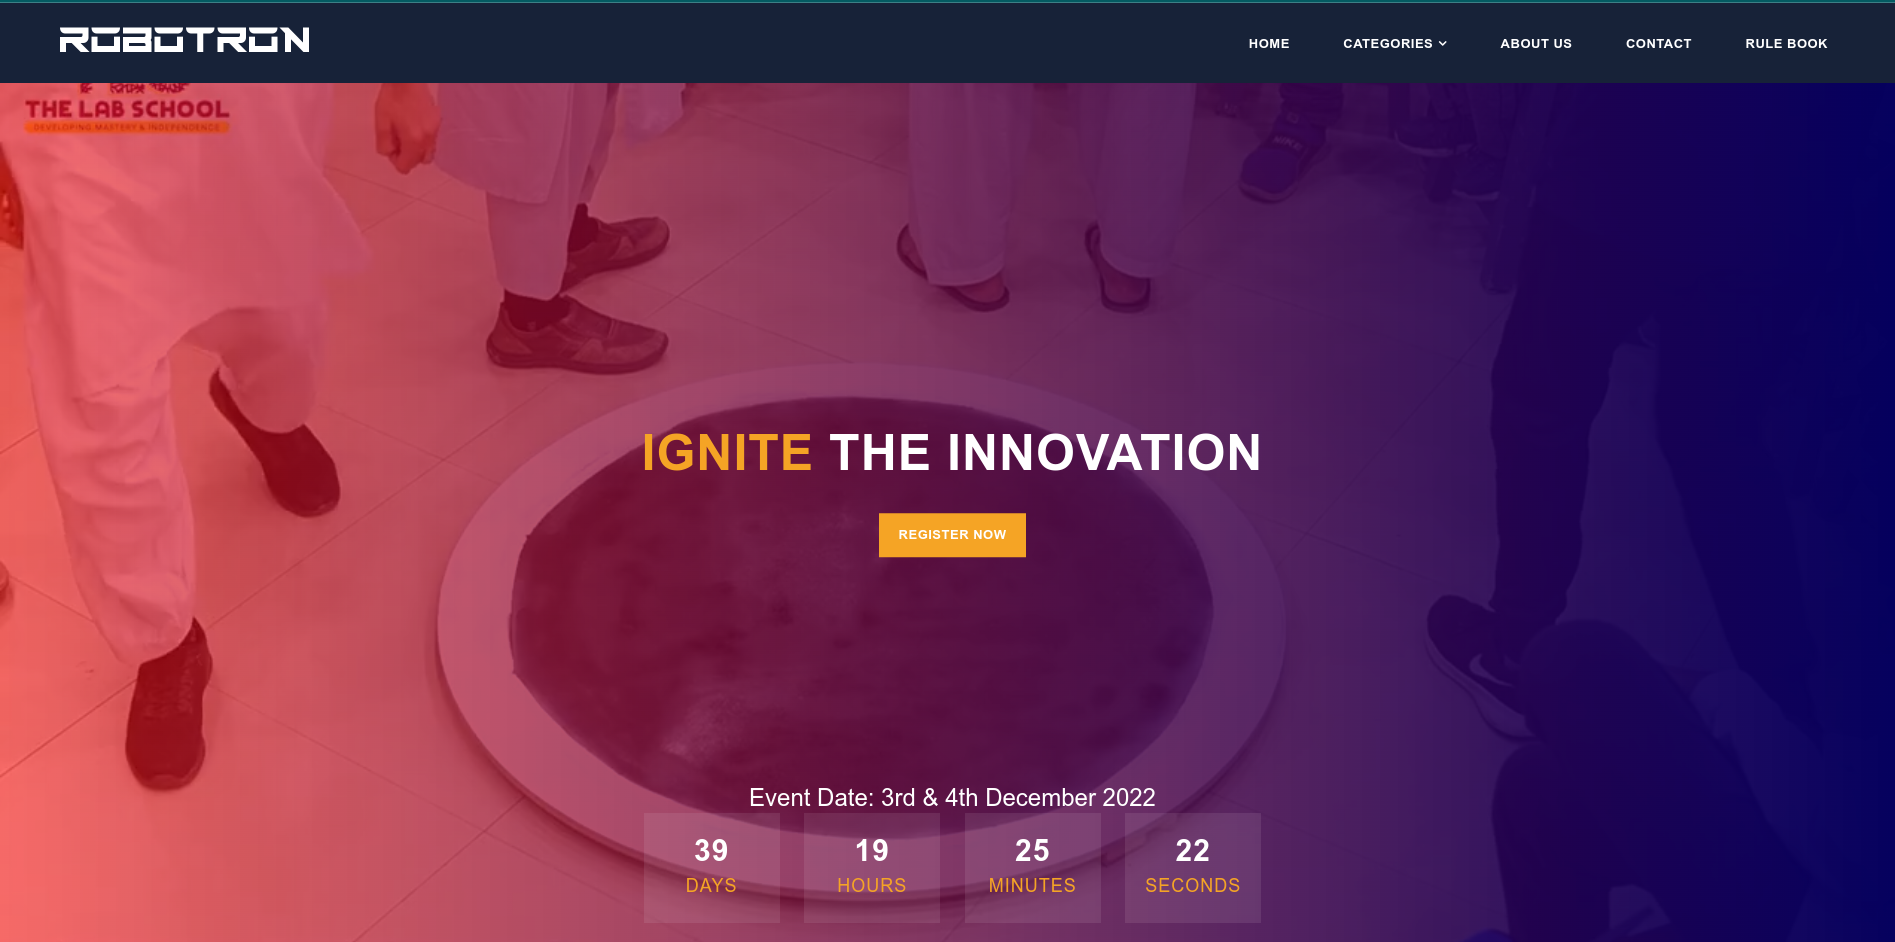 ROBOTRON
HOME CATEGORIES ABOUT US CONTACT RULE BOOK
THE LAB SCHOOL
DEVELOPING MASTERY & INDEPENDENCE
NIKE
IGNITE THE INNOVATION
REGISTER NOW
Event Date: 3rd & 4th December 2022
39 19 25 22
DAYS HOURS MINUTES SECONDS